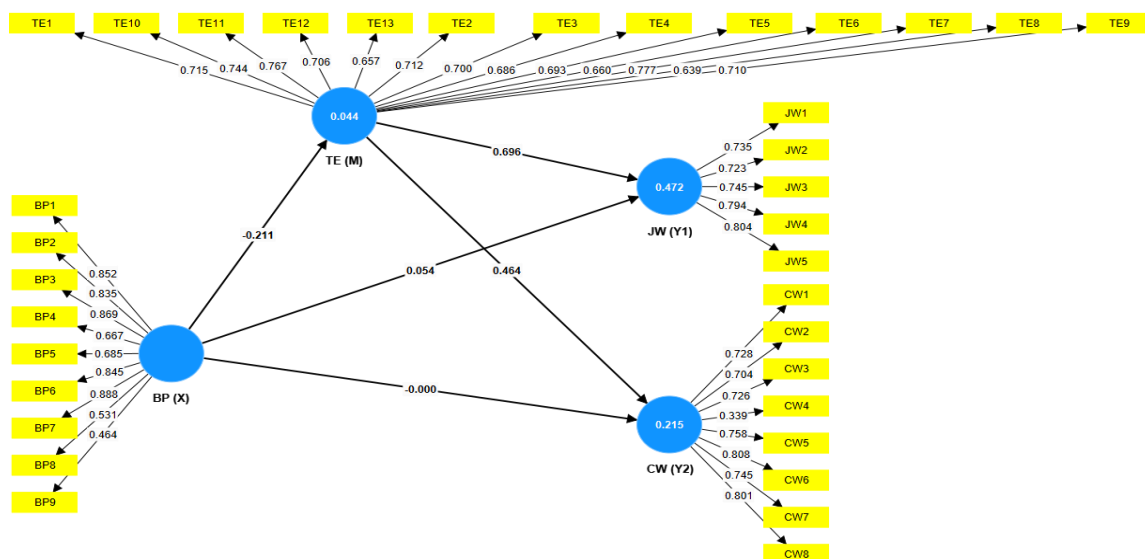 TE1 TE10 TE11 TE12 TE13 TE2 TE3 TE4 TE5 TE6 TE7 TE8 TE9
0.715 0.744 0.767 0.706 0.657 0.712 0.700 0.686 0.693 0.660 0.777 0.639 0.710
0.044
TE (M)
0.696
-0.211
0.054
0.464
-0.000
JW1
JW2
JW3
JW4
JW5
0.735
0.723
0.745
0.794
0.804
0.472
JW (Y1)
BP1
BP2
BP3
BP4
BP5
BP6
BP7
BP8
BP9
0.852
0.835
0.869
0.667
0.685
0.845
0.888
0.531
0.464
BP (X)
CW1
CW2
CW3
CW4
CW5
CW6
CW7
CW8
0.728
0.704
0.726
0.339
0.758
0.808
0.745
0.801
0.215
CW (Y2)